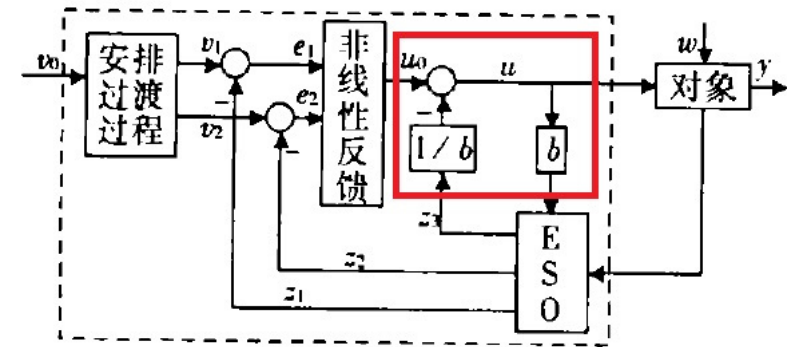 v₀
安排
过渡
过程
v₁
v₂
−
−
e₁
e₂
非
线
性
反
馈
u₀
−
u
1/b
b
w
对象
y
z₃
z₂
z₁
E
S
O